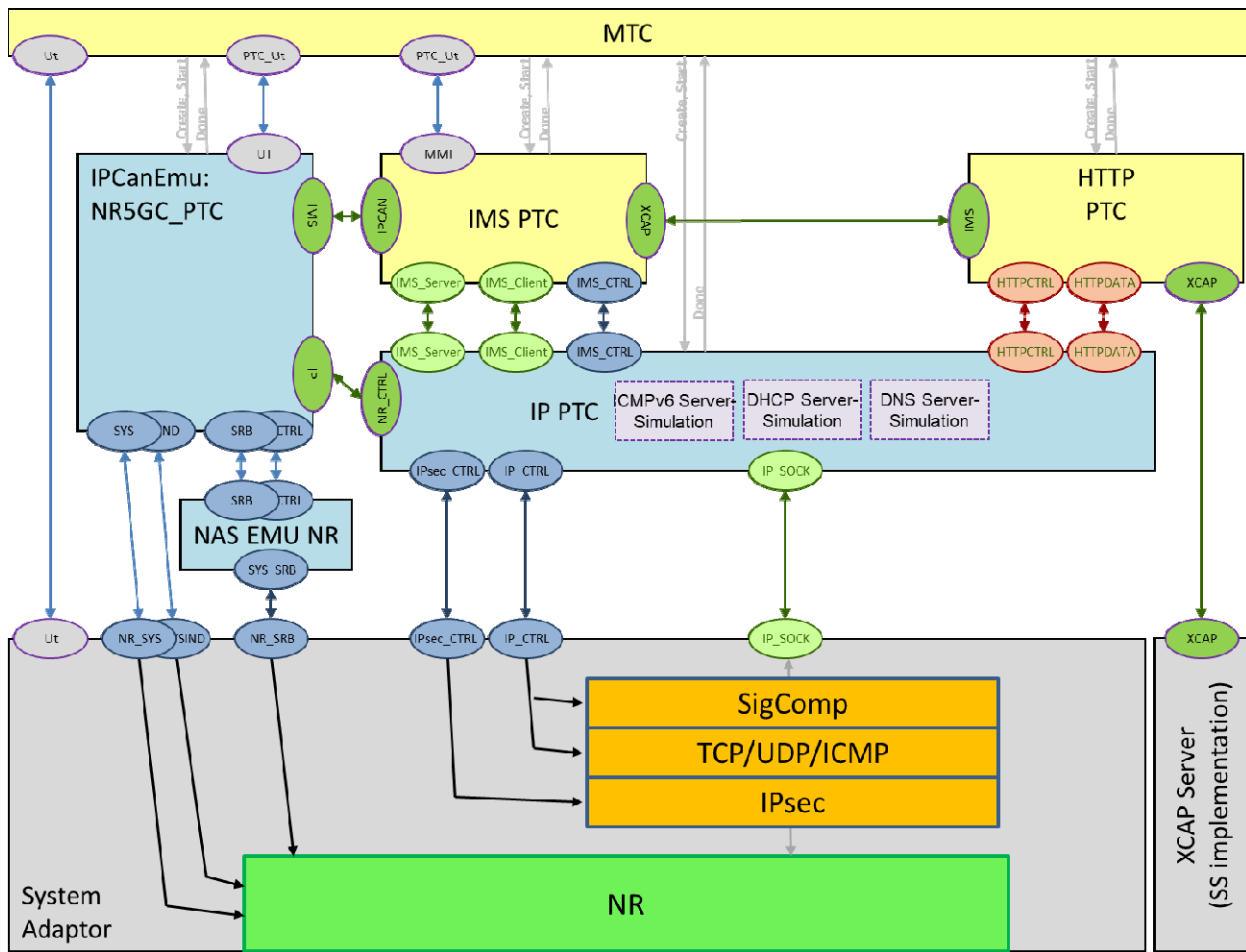 MTC
Ut
PTC_Ut
PTC_Ut
Create, Start
Done
Create, Start
Done
Create, Start
Done
Create, Start
Done
UT
MMI
IPCanEmu:
NR5GC_PTC
IMS
IPCAN
IMS PTC
XCAP
IMS
HTTP
PTC
IMS_Server
IMS_Client
IMS_CTRL
HTTPCTRL
HTTPDATA
XCAP
IMS_Server
IMS_Client
IMS_CTRL
HTTPCTRL
HTTPDATA
IP
NR_CTRL
IP PTC
ICMPv6 Server-
Simulation
DHCP Server-
Simulation
DNS Server-
Simulation
SYS
SRB
CTRL
IPsec_CTRL
IP_CTRL
IP_SOCK
SRB
CTRL
NAS EMU NR
SYS_SRB
Ut
NR_SYS
NR_SRB
IPsec_CTRL
IP_CTRL
IP_SOCK
XCAP
SigComp
TCP/UDP/ICMP
IPsec
XCAP Server
(SS implementation)
System
Adaptor
NR